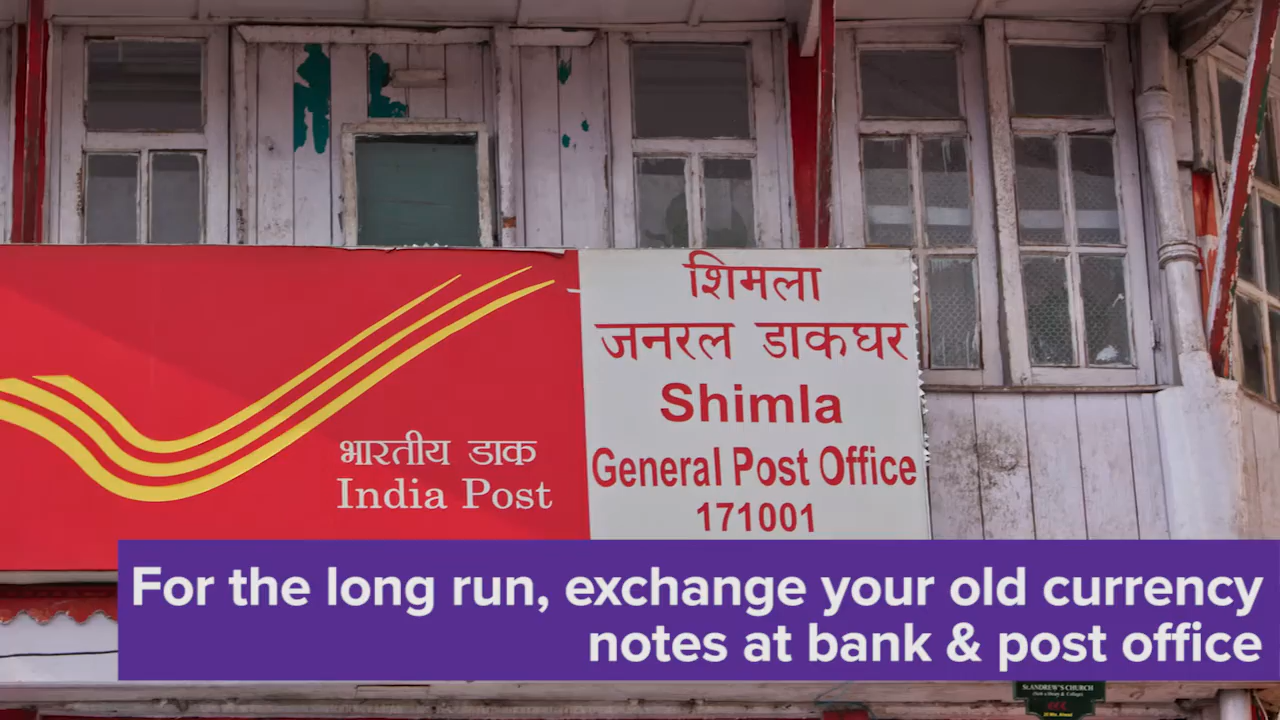 शिमला
जनरल डाकघर
Shimla
General Post Office
171001
भारतीय डाक
India Post
For the long run, exchange your old currency
notes at bank & post office
St. ANDREW'S CHURCH